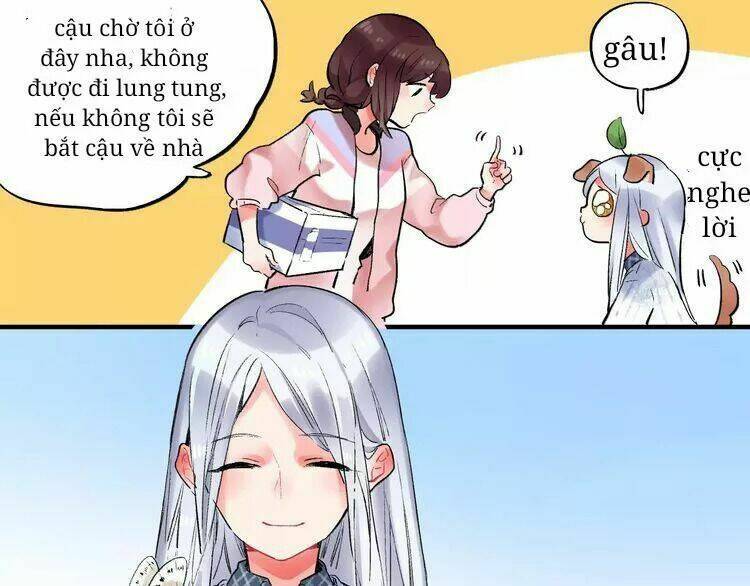 cậu chờ tôi ở
đây nha, không
được đi lung tung,
nếu không tôi sẽ
bắt cậu về nhà
gâu!
cực
nghe
lời